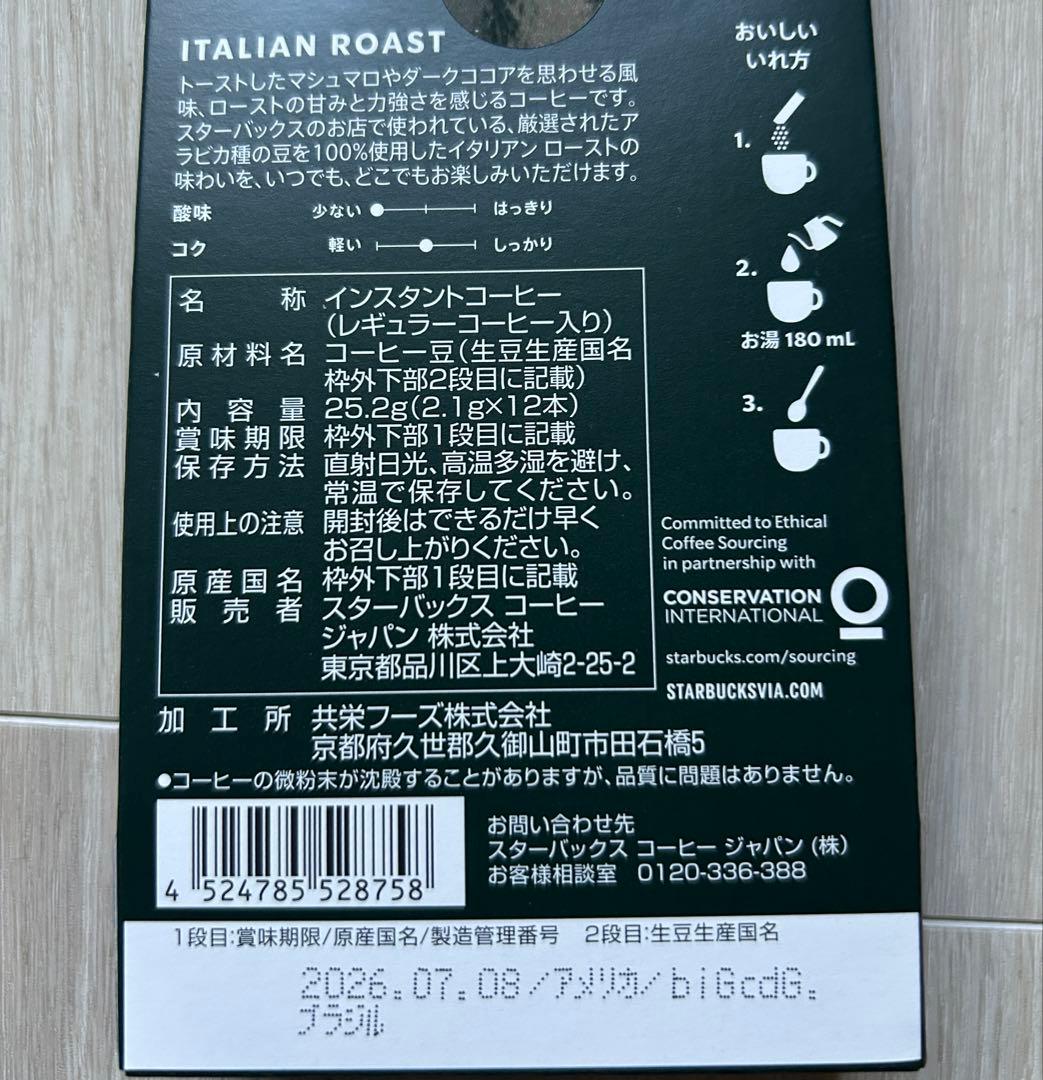 ITALIAN ROAST
トーストしたマシュマロやダークココアを思わせる風
味、ローストの甘みと力強さを感じるコーヒーです。
スターバックスのお店で使われている、厳選されたア
ラビカ種の豆を100%使用したイタリアン ローストの
味わいを、いつでも、どこでもお楽しみいただけます。
酸味 少ない はっきり
コク 軽い しっかり
名称 インスタントコーヒー
(レギュラーコーヒー入り)
原材料名 コーヒー豆(生豆生産国名
枠外下部2段目に記載)
内容量 25.2g(2.1g×12本)
賞味期限 枠外下部1段目に記載
保存方法 直射日光、高温多湿を避け、
常温で保存してください。
使用上の注意 開封後はできるだけ早く
お召し上がりください。
原産国名 枠外下部1段目に記載
販売者 スターバックス コーヒー
ジャパン 株式会社
東京都品川区上大崎2-25-2
加工所 共栄フーズ株式会社
京都府久世郡久御山町市田石橋5
●コーヒーの微粉末が沈殿することがありますが、品質に問題はありません。
おいしい
いれ方
1.
2.
お湯 180 mL
3.
Committed to Ethical
Coffee Sourcing
in partnership with
CONSERVATION
INTERNATIONAL
starbucks.com/sourcing
STARBUCKSVIA.COM
4 524785 528758
お問い合わせ先
スターバックス コーヒー ジャパン (株)
お客様相談室 0120-336-388
1段目:賞味期限/原産国名/製造管理番号 2段目:生豆生産国名
2026.07.08/アメリカ/biGcdG.
ブラジル